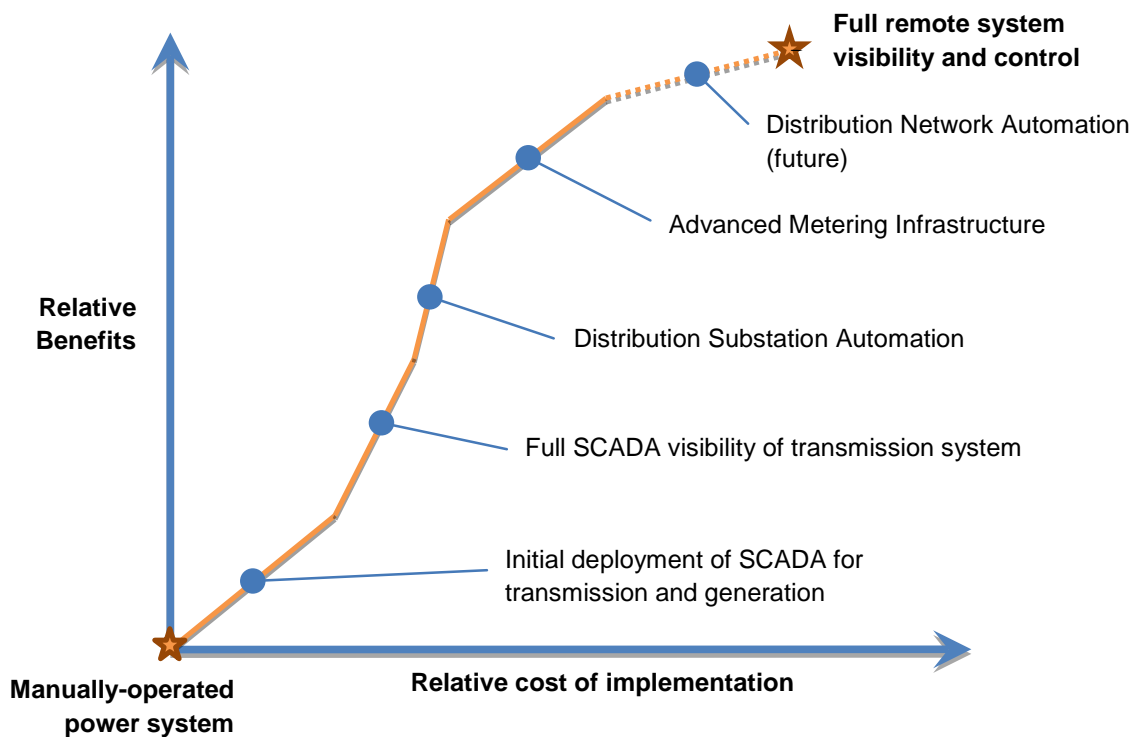 Full remote system
visibility and control
Distribution Network Automation
(future)
Advanced Metering Infrastructure
Relative
Benefits
Distribution Substation Automation
Full SCADA visibility of transmission system
Initial deployment of SCADA for
transmission and generation
Manually-operated
power system
Relative cost of implementation